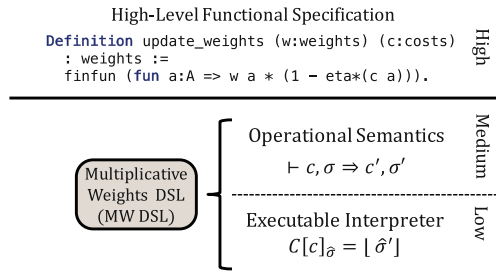 High-Level Functional Specification
Definition update_weights (w:weights) (c:costs)
: weights :=
finfun (fun a:A => w a * (1 - eta*(c a))).
High
Multiplicative
Weights DSL
(MW DSL)
Operational Semantics
⊢ c, σ ⇒ c′, σ′
Medium
Executable Interpreter
C[c]σ̂ = ⌊ σ̂′⌋
Low